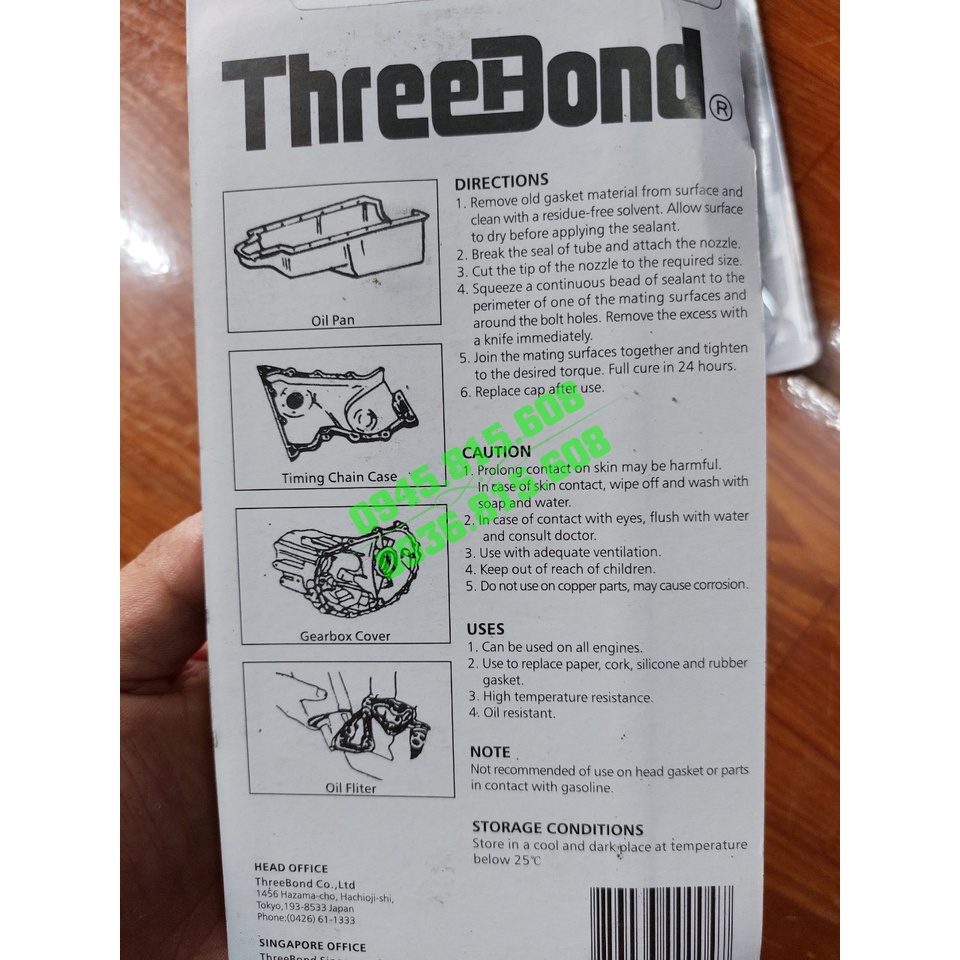 ThreeBond®
Oil Pan
Timing Chain Case
Gearbox Cover
Oil Fliter
DIRECTIONS
1. Remove old gasket material from surface and
clean with a residue-free solvent. Allow surface
to dry before applying the sealant.
2. Break the seal of tube and attach the nozzle.
3. Cut the tip of the nozzle to the required size.
4. Squeeze a continuous bead of sealant to the
perimeter of one of the mating surfaces and
around the bolt holes. Remove the excess with
a knife immediately.
5. Join the mating surfaces together and tighten
to the desired torque. Full cure in 24 hours.
6. Replace cap after use.
0945.815.608
0836.815.608
CAUTION
1. Prolong contact on skin may be harmful.
In case of skin contact, wipe off and wash with
soap and water.
2. In case of contact with eyes, flush with water
and consult doctor.
3. Use with adequate ventilation.
4. Keep out of reach of children.
5. Do not use on copper parts, may cause corrosion.
USES
1. Can be used on all engines.
2. Use to replace paper, cork, silicone and rubber
gasket.
3. High temperature resistance.
4. Oil resistant.
NOTE
Not recommended of use on head gasket or parts
in contact with gasoline.
STORAGE CONDITIONS
Store in a cool and dark place at temperature
below 25℃
HEAD OFFICE
ThreeBond Co.,Ltd
1456 Hazama-cho, Hachioji-shi,
Tokyo,193-8533 Japan
Phone:(0426) 61-1333
SINGAPORE OFFICE
ThreeBond